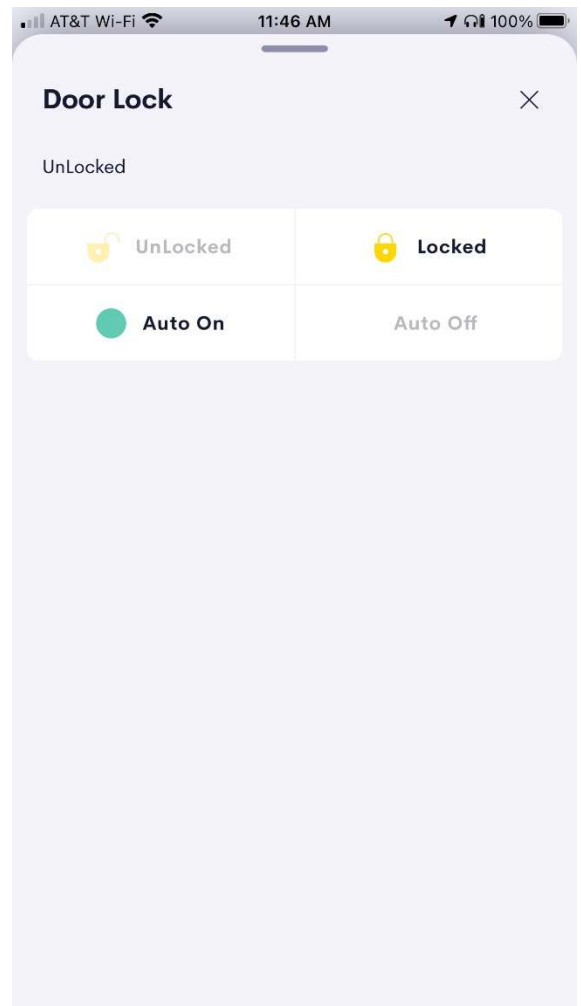 AT&T Wi-Fi 11:46 AM 100%
Door Lock
UnLocked
UnLocked Locked
Auto On Auto Off